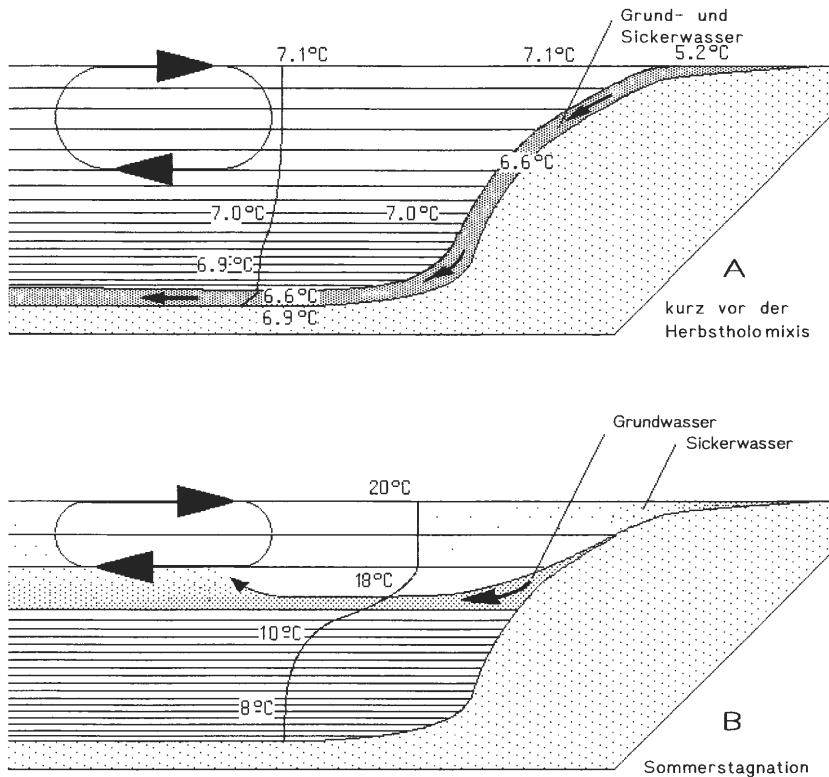 Grund- und
Sickerwasser
7.1°C
7.1°C
5.2°C
6.6°C
7.0°C
7.0°C
6.9°C
6.6°C
6.9°C
A
kurz vor der
Herbstholomixis
Grundwasser
Sickerwasser
20°C
18°C
10°C
8°C
B
Sommerstagnation